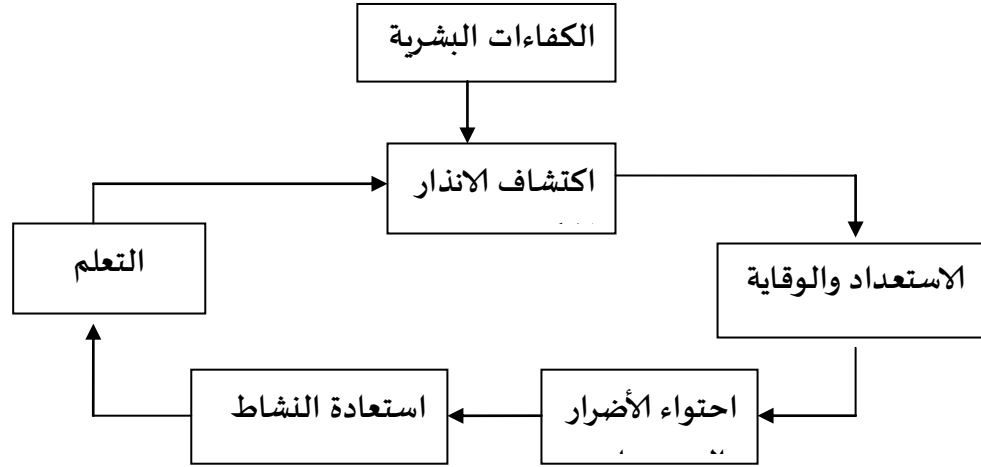 الكفاءات البشرية
اكتشاف الانذار
التعلم
الاستعداد والوقاية
استعادة النشاط
احتواء الأضرار